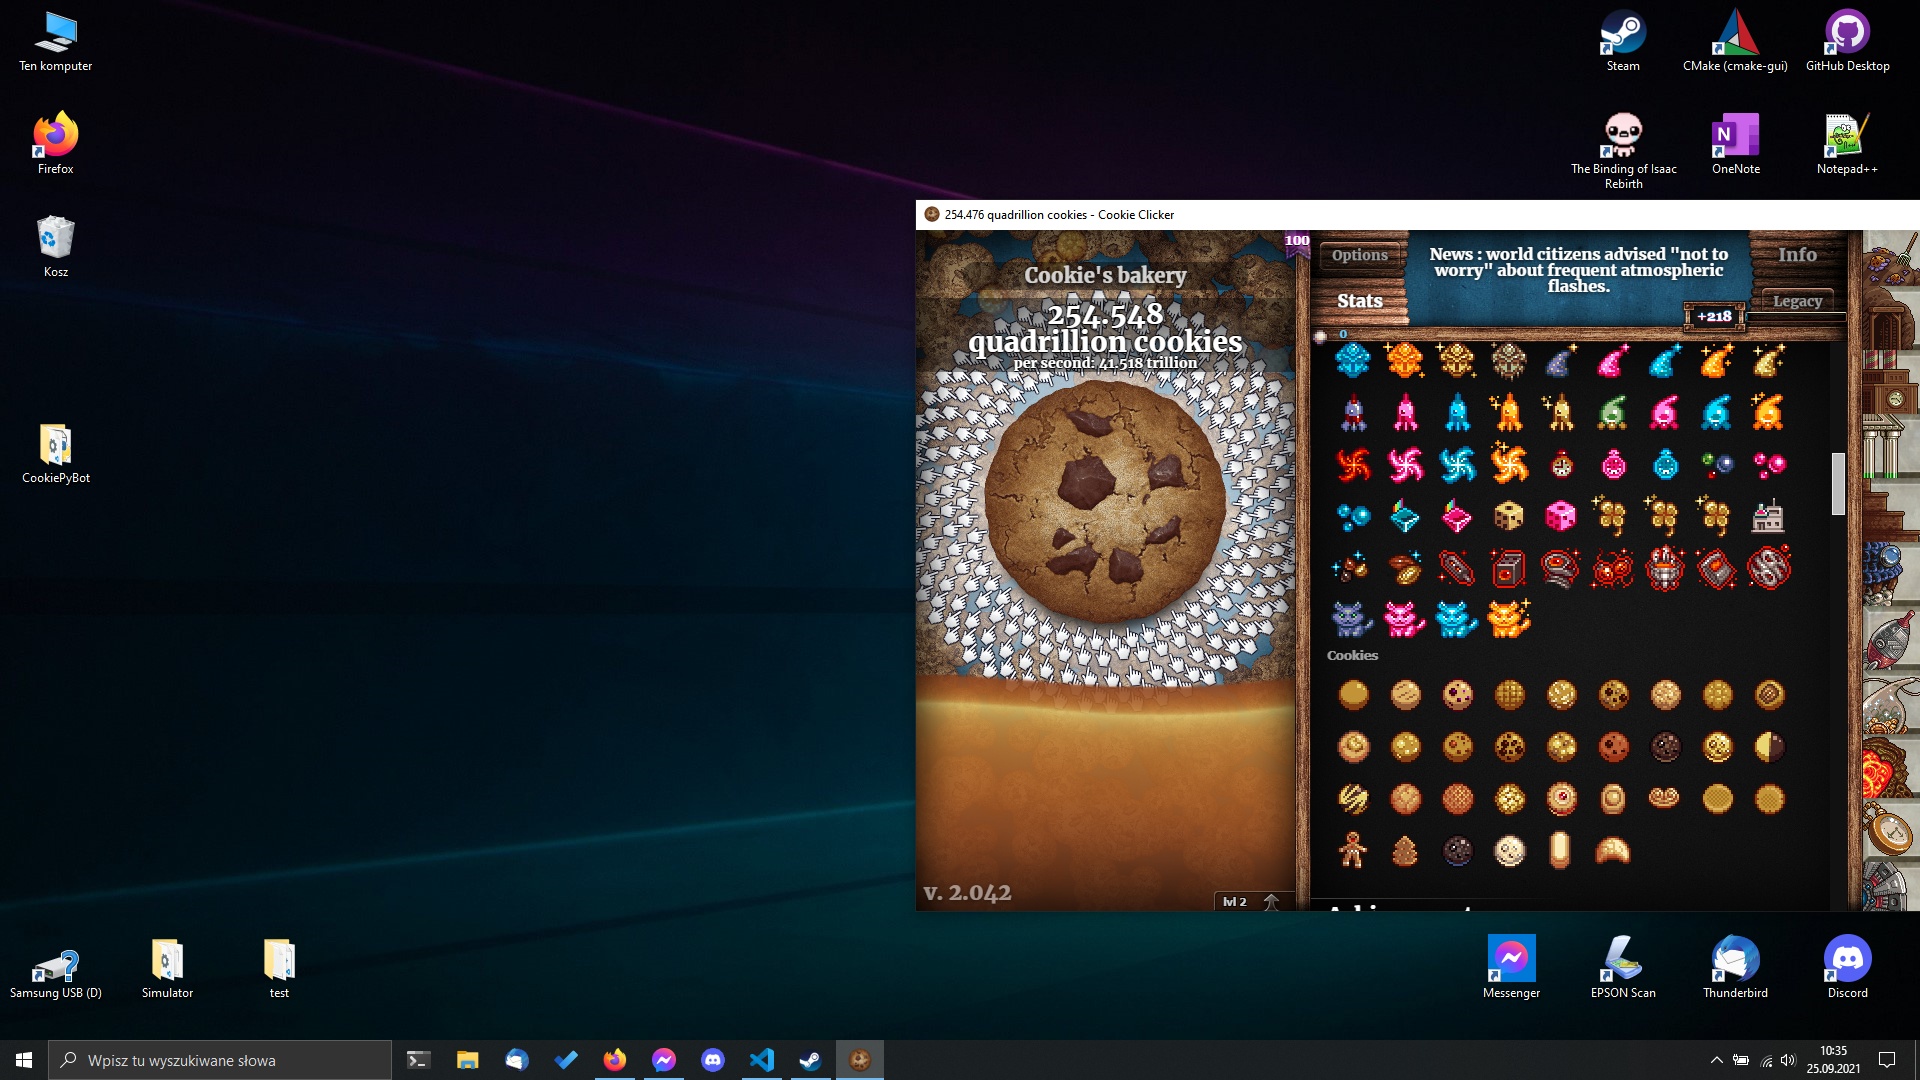 Ten komputer
Firefox
Kosz
CookiePyBot
Samsung USB (D)
Simulator
test
Steam
CMake (cmake-gui)
GitHub Desktop
The Binding of Isaac
Rebirth
OneNote
Notepad++
254.476 quadrillion cookies - Cookie Clicker
Cookie's bakery
254.548
quadrillion cookies
per second: 41.518 trillion
v. 2.042
lvl 2
100
Options
Stats
News : world citizens advised "not to
worry" about frequent atmospheric
flashes.
Info
Legacy
+218
0
Cookies
Messenger
EPSON Scan
Thunderbird
Discord
Wpisz tu wyszukiwane słowa
10:35
25.09.2021